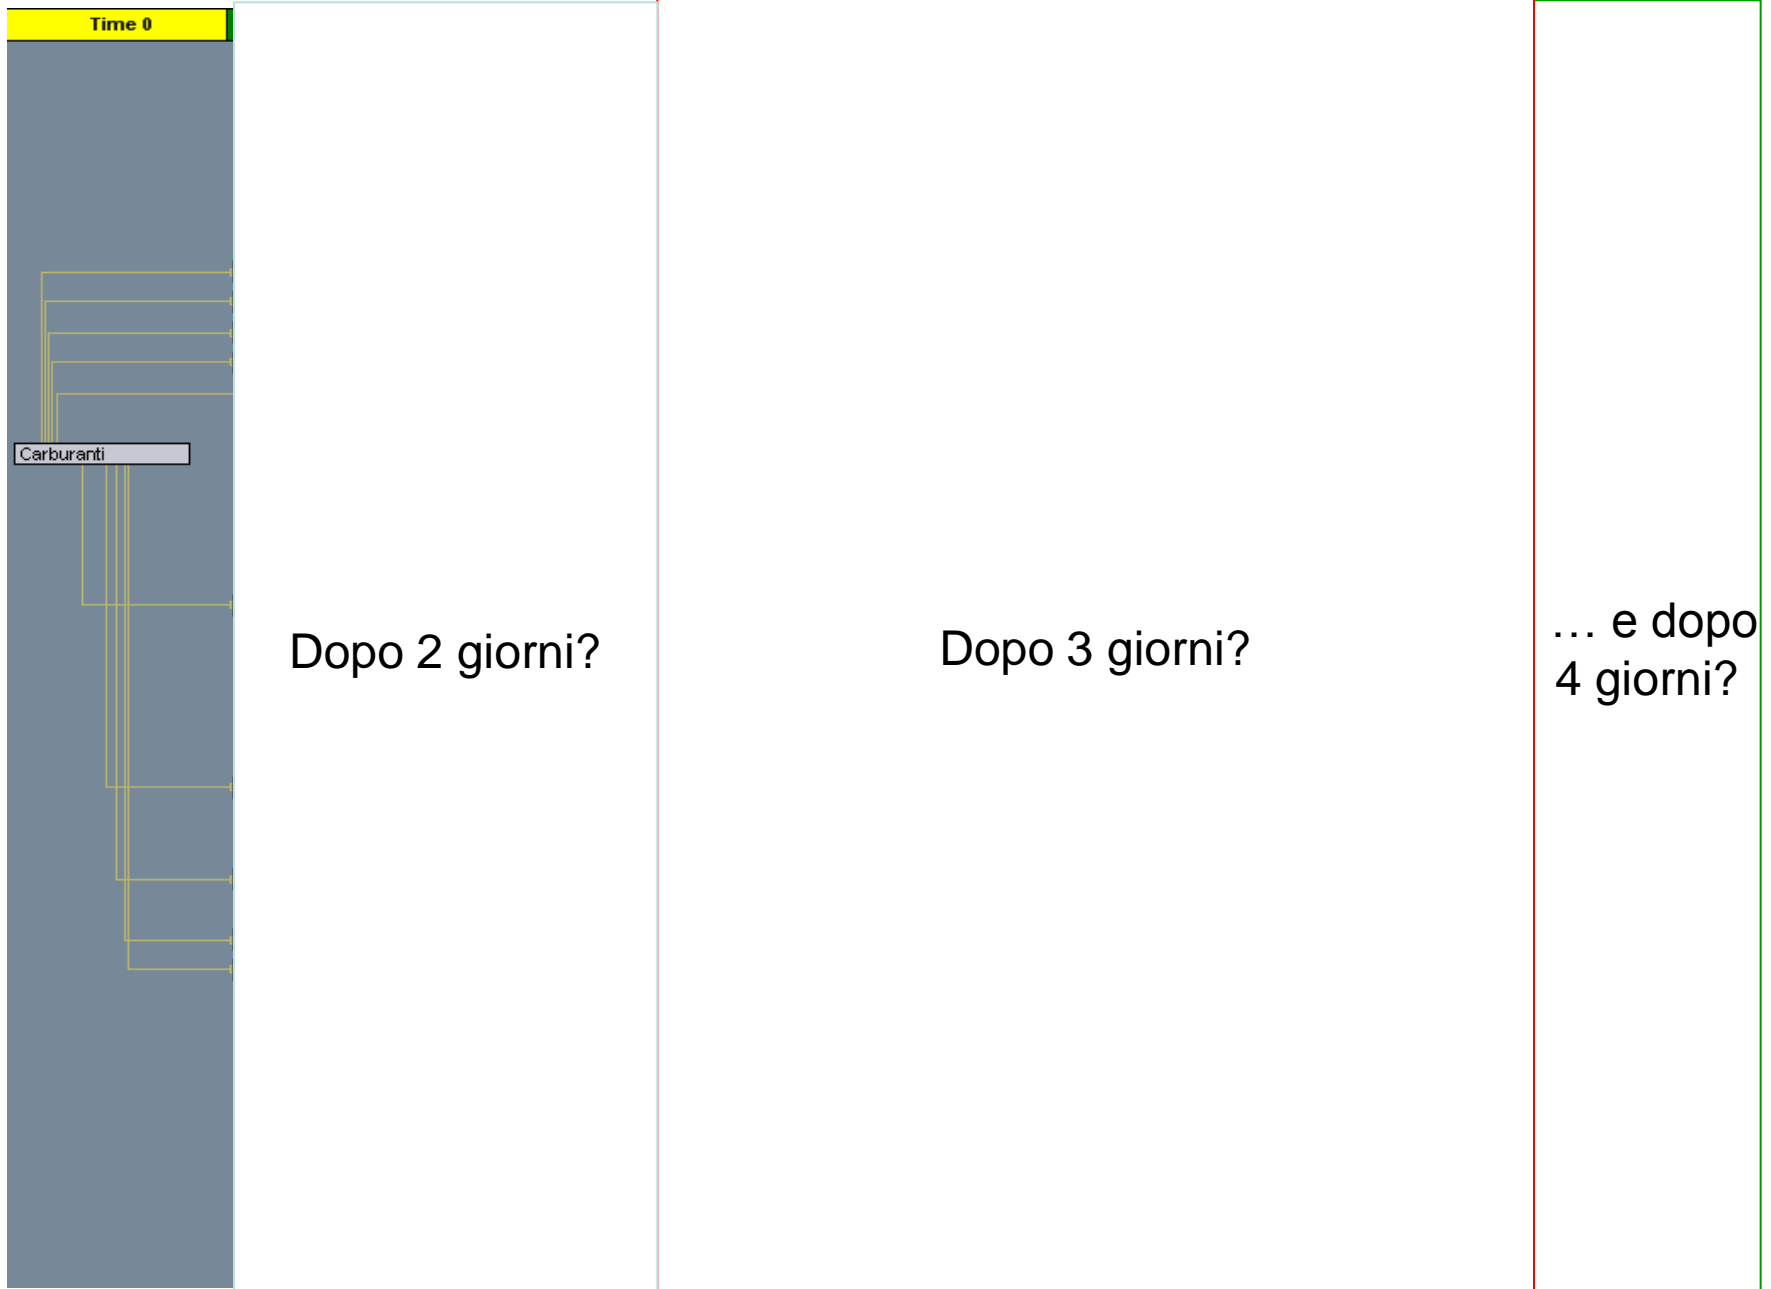 Time 0
Carburanti
Dopo 2 giorni?
Dopo 3 giorni?
… e dopo
4 giorni?